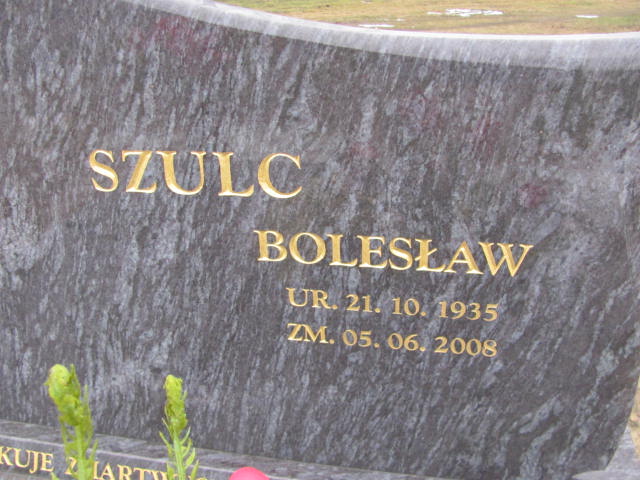 SZULC
BOLESŁAW
UR. 21. 10. 1935
ZM. 05. 06. 2008